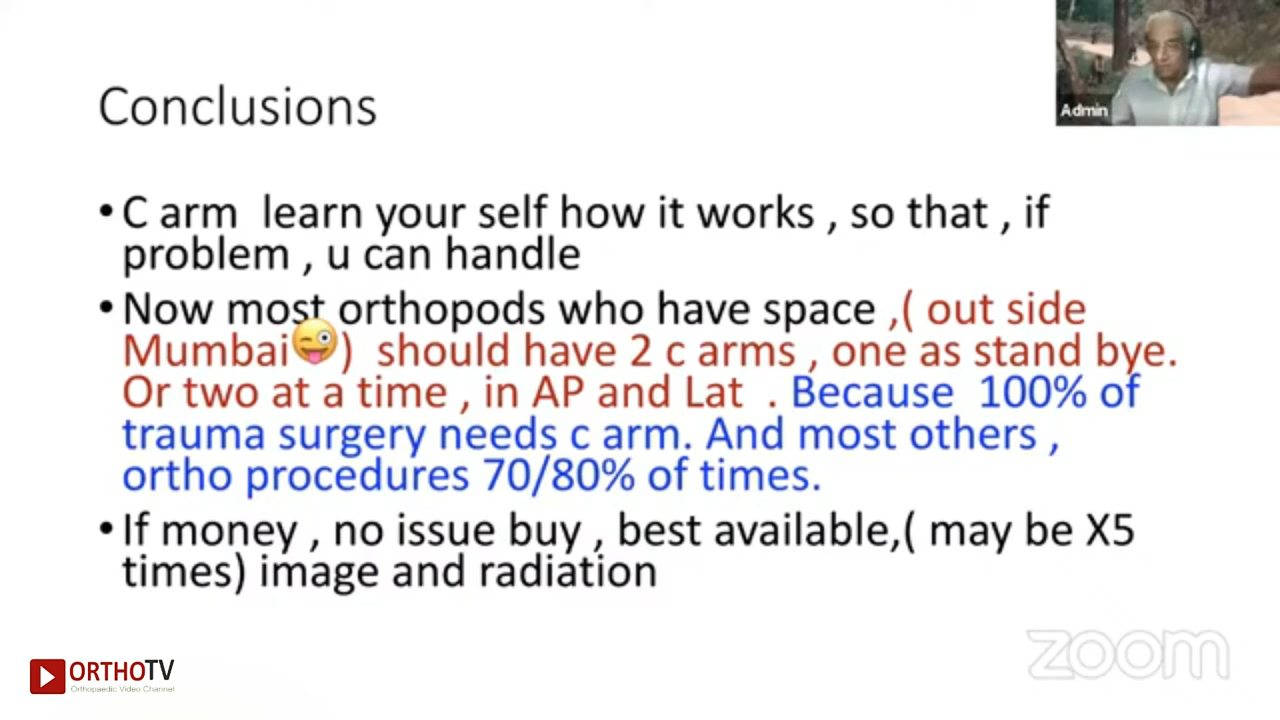 Conclusions
Admin
• C arm learn your self how it works , so that , if
problem , u can handle
• Now most orthopods who have space ,( out side
Mumbai😜) should have 2 c arms , one as stand bye.
Or two at a time , in AP and Lat . Because 100% of
trauma surgery needs c arm. And most others ,
ortho procedures 70/80% of times.
• If money , no issue buy , best available,( may be X5
times) image and radiation
ORTHOTV
Orthopaedic Video Channel
zoom